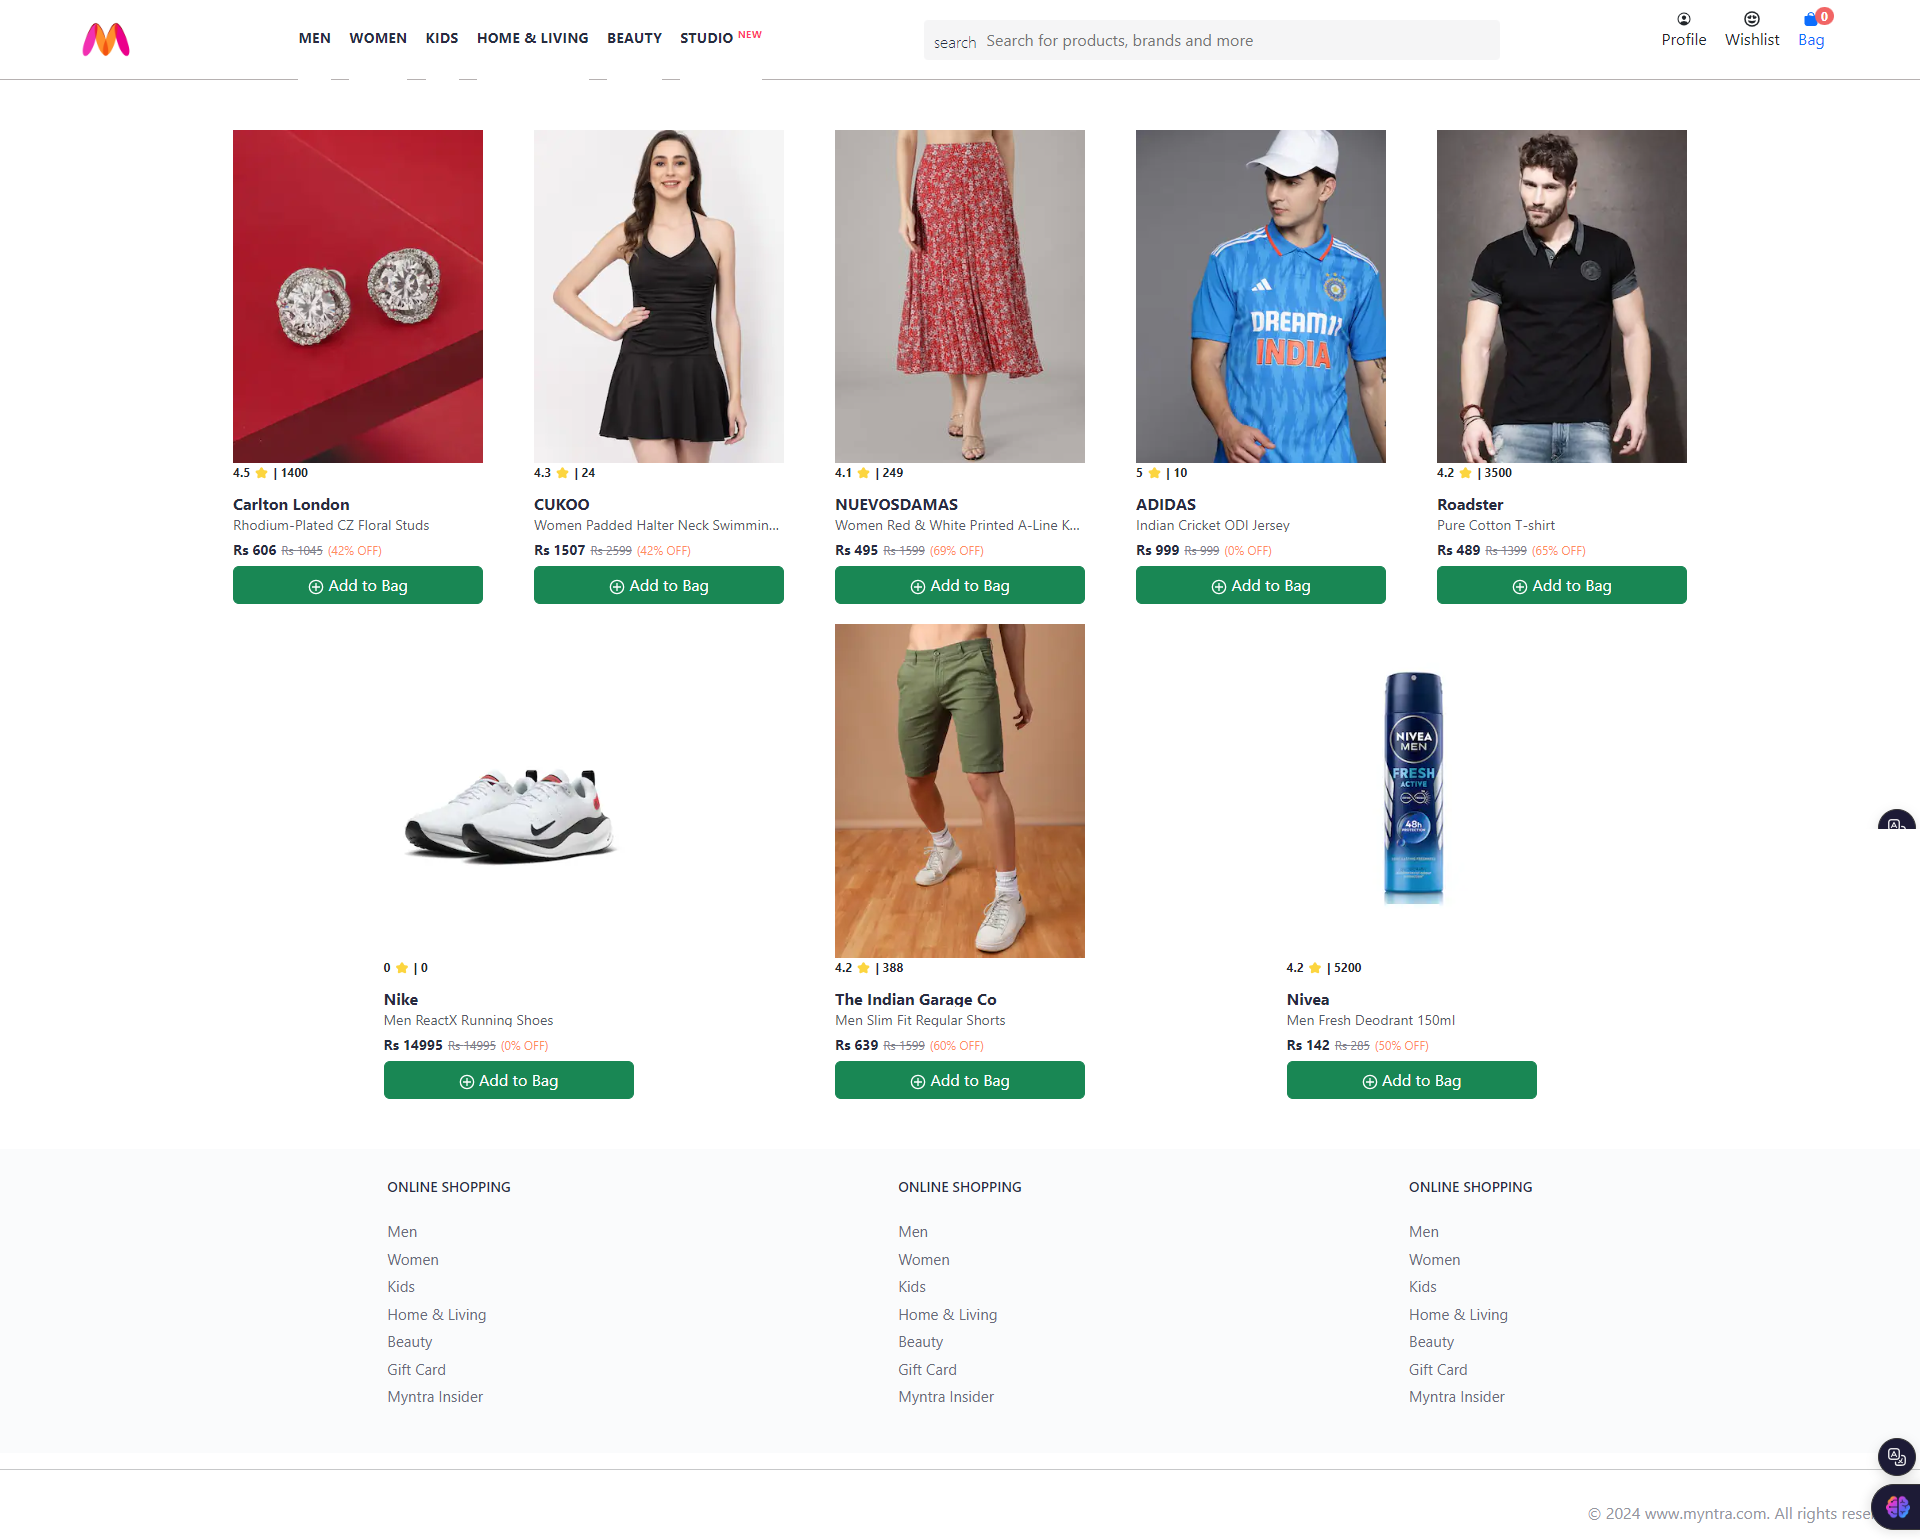 MEN WOMEN KIDS HOME & LIVING BEAUTY STUDIO NEW
search Search for products, brands and more
Profile Wishlist Bag 0
DREAM11
INDIA
4.5 | 1400
Carlton London
Rhodium-Plated CZ Floral Studs
Rs 606 Rs 1045 (42% OFF)
Add to Bag
4.3 | 24
CUKOO
Women Padded Halter Neck Swimmin...
Rs 1507 Rs 2599 (42% OFF)
Add to Bag
4.1 | 249
NUEVOSDAMAS
Women Red & White Printed A-Line K...
Rs 495 Rs 1599 (69% OFF)
Add to Bag
5 | 10
ADIDAS
Indian Cricket ODI Jersey
Rs 999 Rs 999 (0% OFF)
Add to Bag
4.2 | 3500
Roadster
Pure Cotton T-shirt
Rs 489 Rs 1399 (65% OFF)
Add to Bag
NIVEA
MEN
FRESH
ACTIVE
48h
PROTECTION
0 | 0
Nike
Men ReactX Running Shoes
Rs 14995 Rs 14995 (0% OFF)
Add to Bag
4.2 | 388
The Indian Garage Co
Men Slim Fit Regular Shorts
Rs 639 Rs 1599 (60% OFF)
Add to Bag
4.2 | 5200
Nivea
Men Fresh Deodrant 150ml
Rs 142 Rs 285 (50% OFF)
Add to Bag
ONLINE SHOPPING
Men
Women
Kids
Home & Living
Beauty
Gift Card
Myntra Insider
ONLINE SHOPPING
Men
Women
Kids
Home & Living
Beauty
Gift Card
Myntra Insider
ONLINE SHOPPING
Men
Women
Kids
Home & Living
Beauty
Gift Card
Myntra Insider
© 2024 www.myntra.com. All rights rese